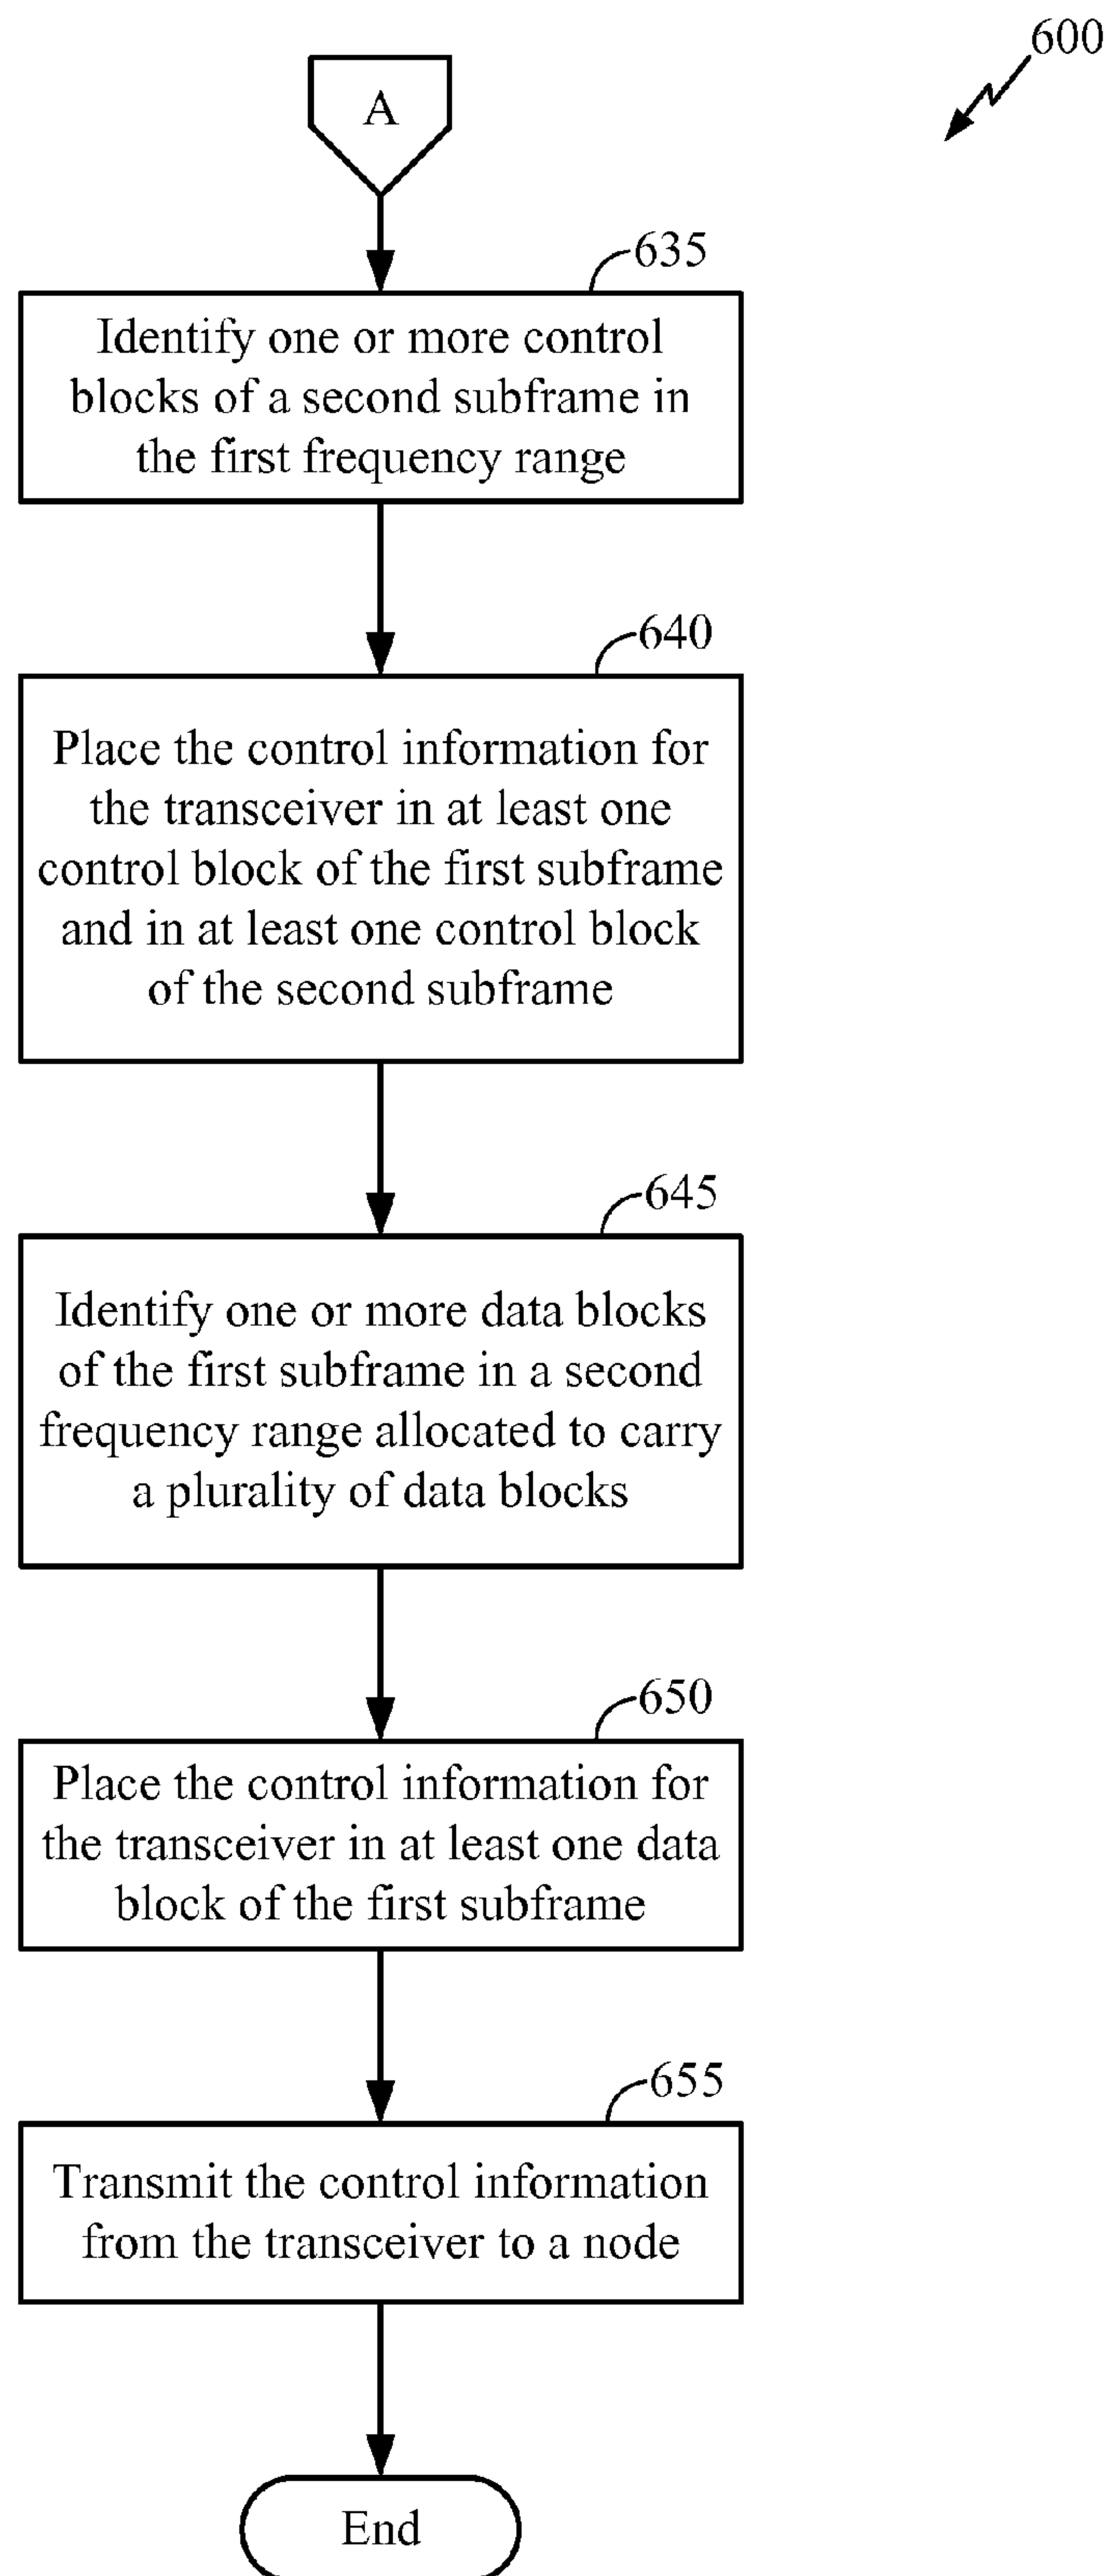 600
A
635
Identify one or more control
blocks of a second subframe in
the first frequency range
640
Place the control information for
the transceiver in at least one
control block of the first subframe
and in at least one control block
of the second subframe
645
Identify one or more data blocks
of the first subframe in a second
frequency range allocated to carry
a plurality of data blocks
650
Place the control information for
the transceiver in at least one data
block of the first subframe
655
Transmit the control information
from the transceiver to a node
End